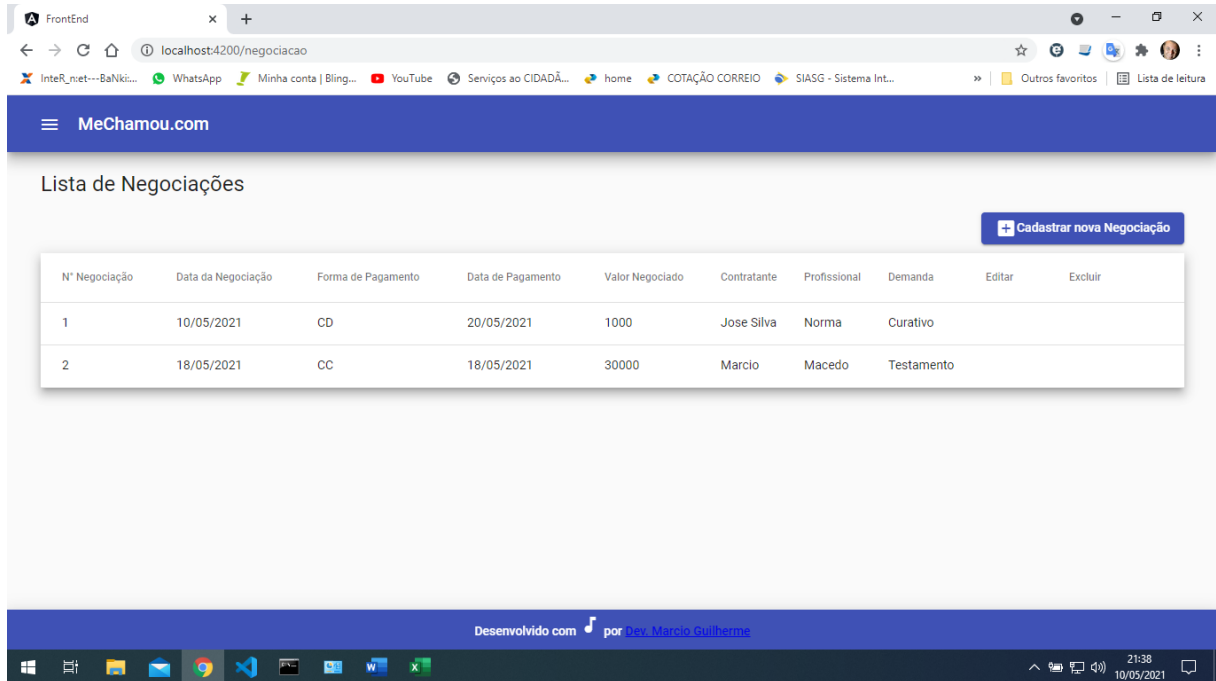 FrontEnd
localhost:4200/negociacao
InteR_n:et---BaNki:...
WhatsApp
Minha conta | Bling...
YouTube
Serviços ao CIDADÃ...
home
COTAÇÃO CORREIO
SIASG - Sistema Int...
»
Outros favoritos
Lista de leitura
MeChamou.com
Lista de Negociações
Cadastrar nova Negociação
N° Negociação Data da Negociação Forma de Pagamento Data de Pagamento Valor Negociado Contratante Profissional Demanda Editar Excluir
1 10/05/2021 CD 20/05/2021 1000 Jose Silva Norma Curativo
2 18/05/2021 CC 18/05/2021 30000 Marcio Macedo Testamento
Desenvolvido com por Dev. Marcio Guilherme
21:38
10/05/2021